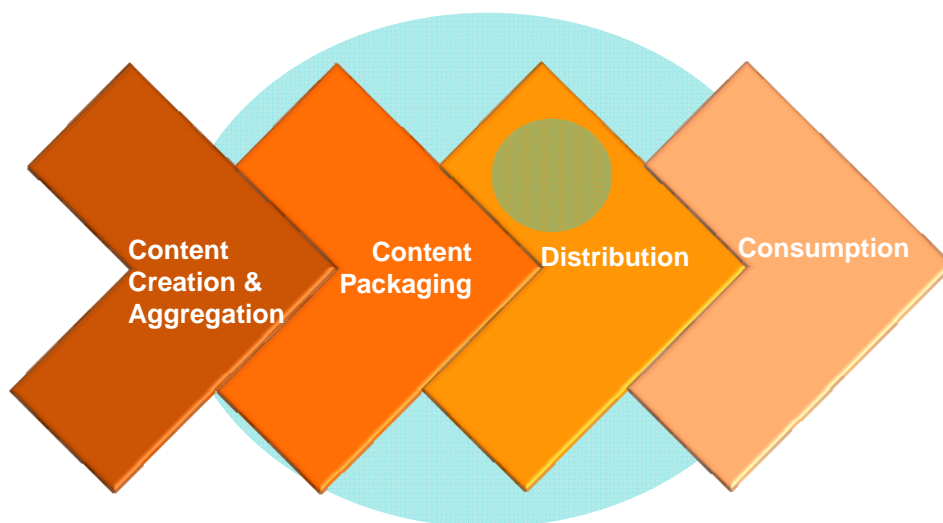 Content
Creation &
Aggregation
Content
Packaging
Distribution
Consumption